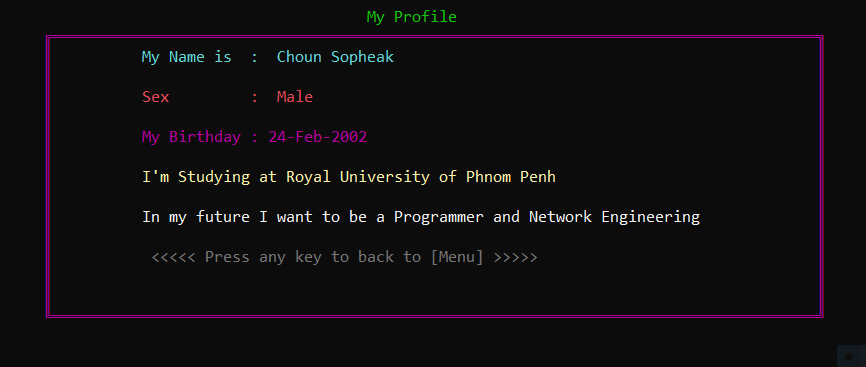 My Profile
My Name is : Choun Sopheak
Sex : Male
My Birthday : 24-Feb-2002
I'm Studying at Royal University of Phnom Penh
In my future I want to be a Programmer and Network Engineering
<<<<< Press any key to back to [Menu] >>>>>